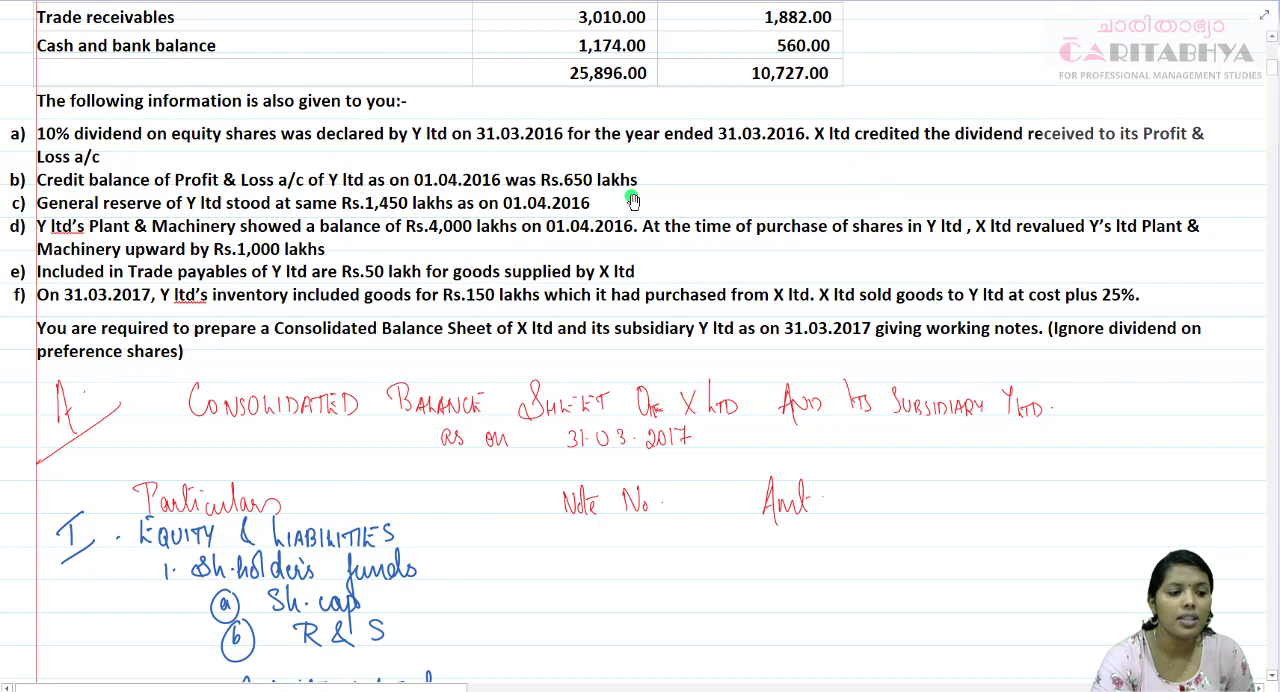 Trade receivables 3,010.00 1,882.00
Cash and bank balance 1,174.00 560.00
25,896.00 10,727.00
ചാരിതാഭ്യാ
CARITABHYA
FOR PROFESSIONAL MANAGEMENT STUDIES
The following information is also given to you:-
a) 10% dividend on equity shares was declared by Y ltd on 31.03.2016 for the year ended 31.03.2016. X ltd credited the dividend received to its Profit &
Loss a/c
b) Credit balance of Profit & Loss a/c of Y ltd as on 01.04.2016 was Rs.650 lakhs
c) General reserve of Y ltd stood at same Rs.1,450 lakhs as on 01.04.2016
d) Y ltd's Plant & Machinery showed a balance of Rs.4,000 lakhs on 01.04.2016. At the time of purchase of shares in Y ltd , X ltd revalued Y's ltd Plant &
Machinery upward by Rs.1,000 lakhs
e) Included in Trade payables of Y ltd are Rs.50 lakh for goods supplied by X ltd
f) On 31.03.2017, Y ltd's inventory included goods for Rs.150 lakhs which it had purchased from X ltd. X ltd sold goods to Y ltd at cost plus 25%.
You are required to prepare a Consolidated Balance Sheet of X ltd and its subsidiary Y ltd as on 31.03.2017 giving working notes. (Ignore dividend on
preference shares)
A. CONSOLIDATED BALANCE SHEET OF X LTD AND ITS SUBSIDIARY Y LTD.
as on 31.03.2017
Particulars Note No. Amt.
I. EQUITY & LIABILITIES
1. Sh.holders funds
(a) Sh. cap
(b) R & S